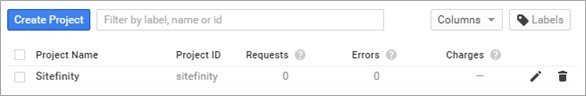 Create Project Filter by label, name or id Columns Labels
Project Name Project ID Requests ? Errors ? Charges ?
Sitefinity sitefinity 0 0 —